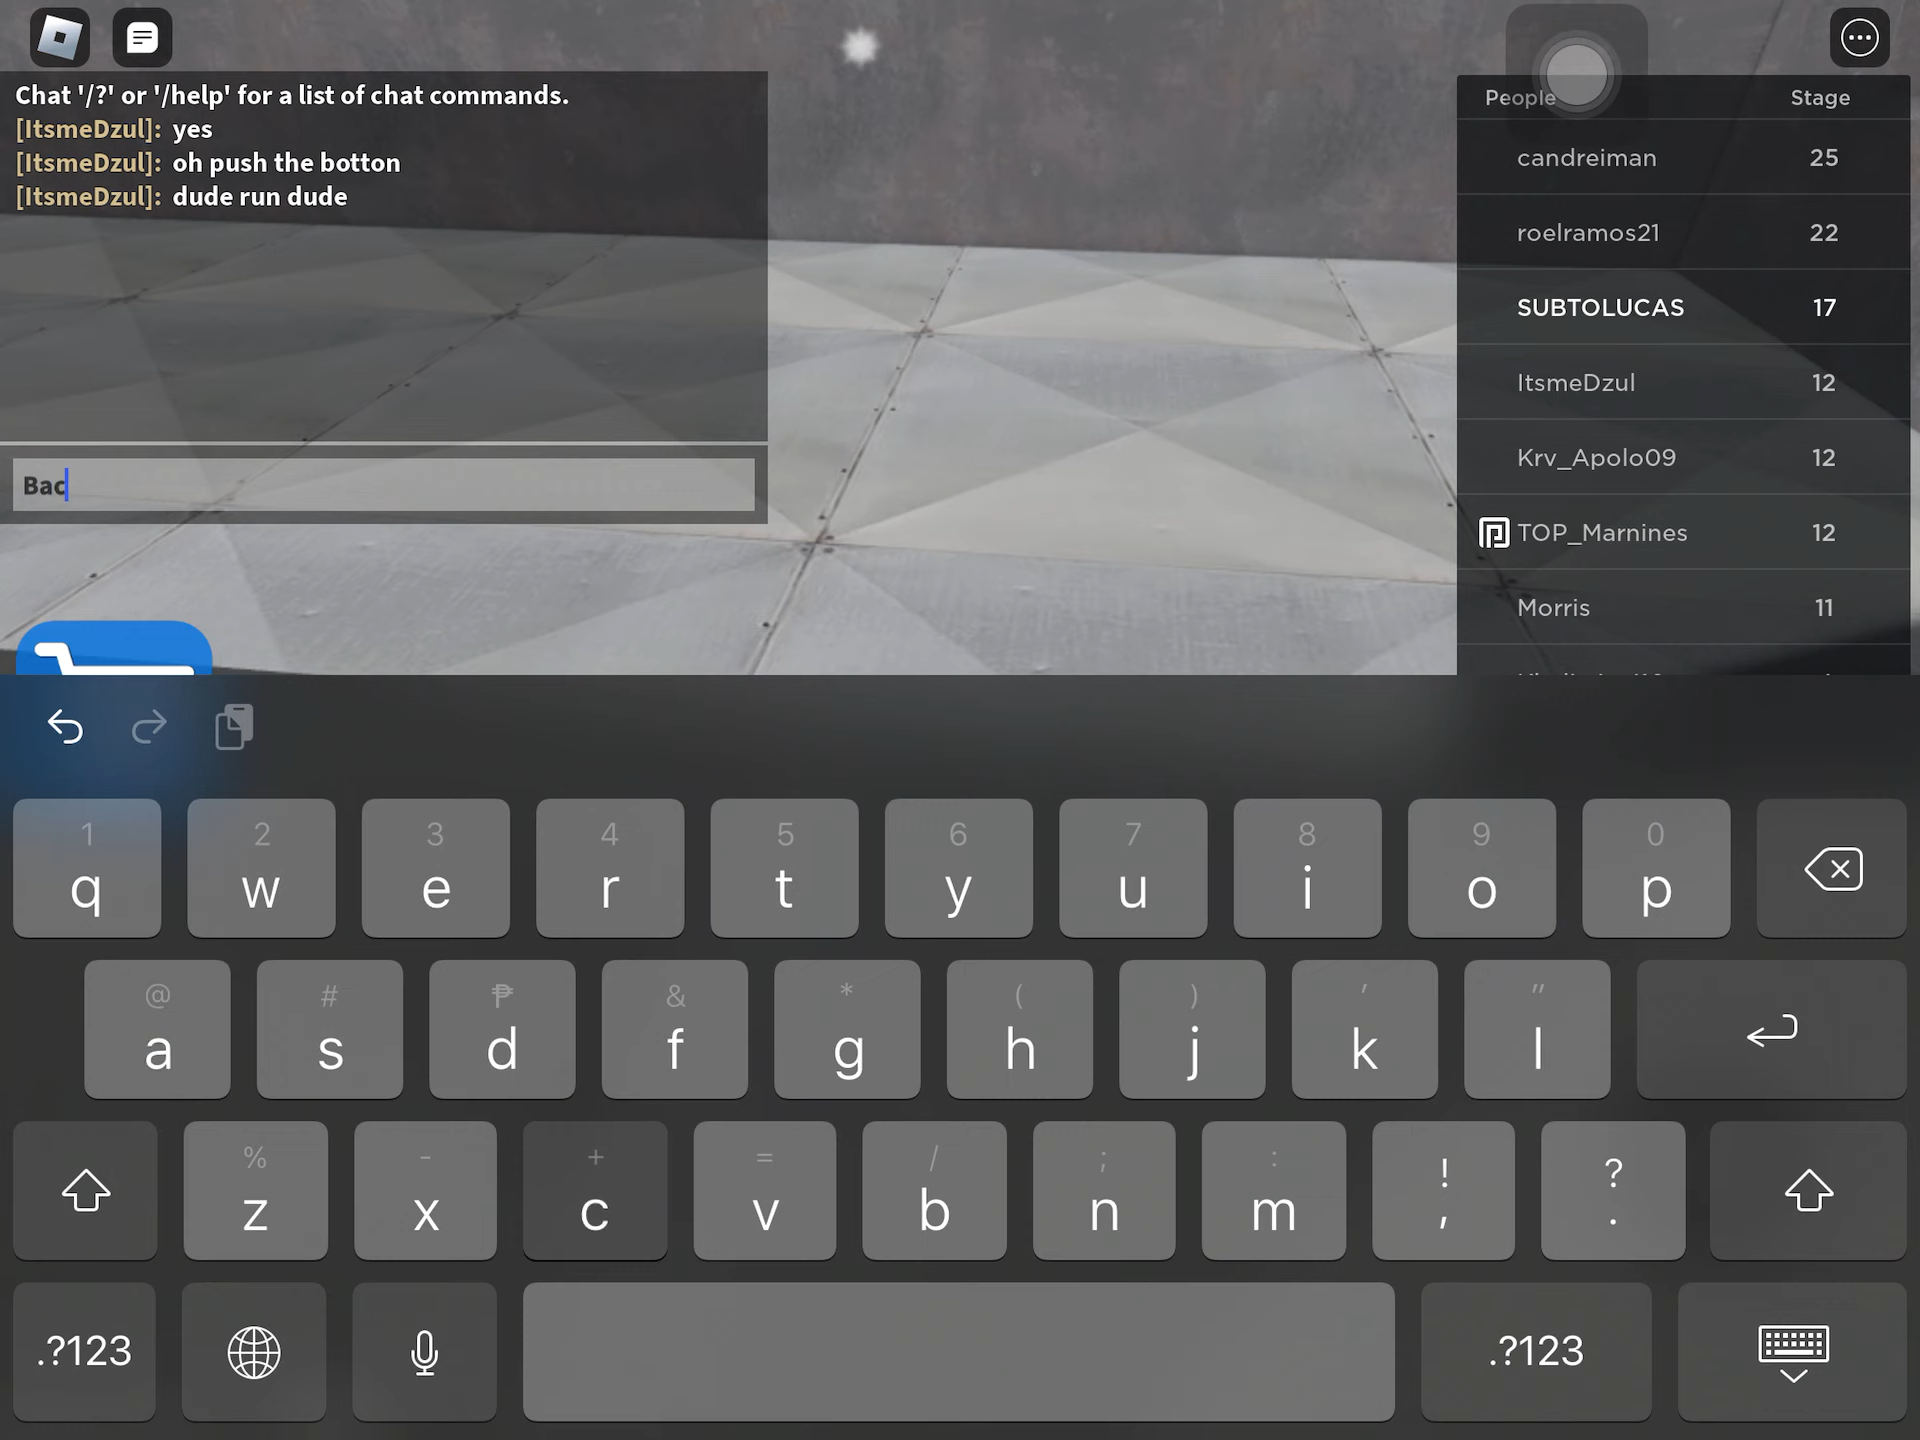 Chat '/?' or '/help' for a list of chat commands.
[ItsmeDzul]: yes
[ItsmeDzul]: oh push the botton
[ItsmeDzul]: dude run dude
Bac
People Stage
candreiman 25
roelramos21 22
SUBTOLUCAS 17
ItsmeDzul 12
Krv_Apolo09 12
TOP_Marnines 12
Morris 11
1 2 3 4 5 6 7 8 9 0
q w e r t y u i o p
@ # ₱ & * ( ) ' "
a s d f g h j k l
% - + = / ; : ! ?
z x c v b n m , .
.?123 .?123